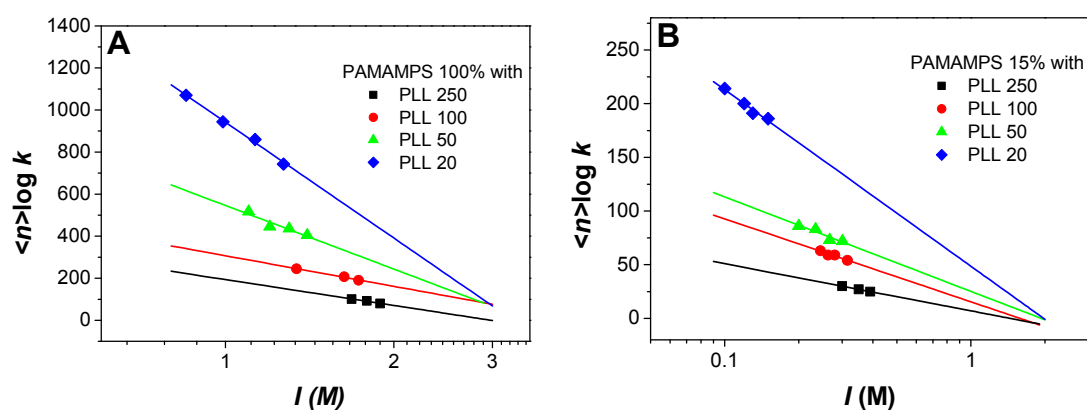 A
PAMAMPS 100% with
PLL 250
PLL 100
PLL 50
PLL 20
1400
1200
1000
800
600
400
200
0
<n>log k
1
2
3
I (M)
B
PAMAMPS 15% with
PLL 250
PLL 100
PLL 50
PLL 20
250
200
150
100
50
0
<n>log k
0.1
1
I (M)